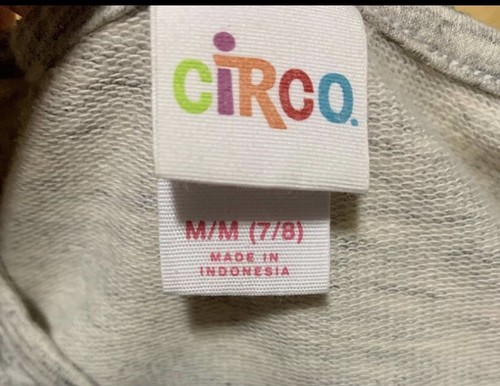 CiRCO.
M/M (7/8)
MADE IN
INDONESIA